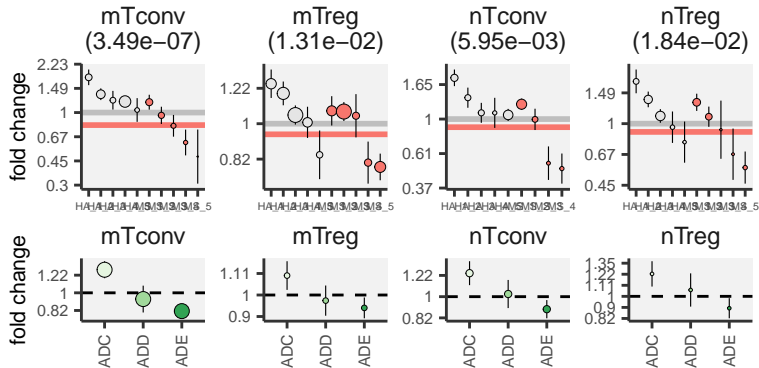 mTconv
(3.49e−07)
mTreg
(1.31e−02)
nTconv
(5.95e−03)
nTreg
(1.84e−02)
fold change
2.23
1.49
1
0.67
0.45
0.3
1.22
1
0.82
1.65
1
0.61
0.37
1.49
1
0.67
0.45
mTconv
mTreg
nTconv
nTreg
fold change
1.22
1
0.82
1.11
1
0.9
1.22
1
0.82
1.35
1.22
1.11
1
0.9
0.82
ADC
ADD
ADE
ADC
ADD
ADE
ADC
ADD
ADE
ADC
ADD
ADE